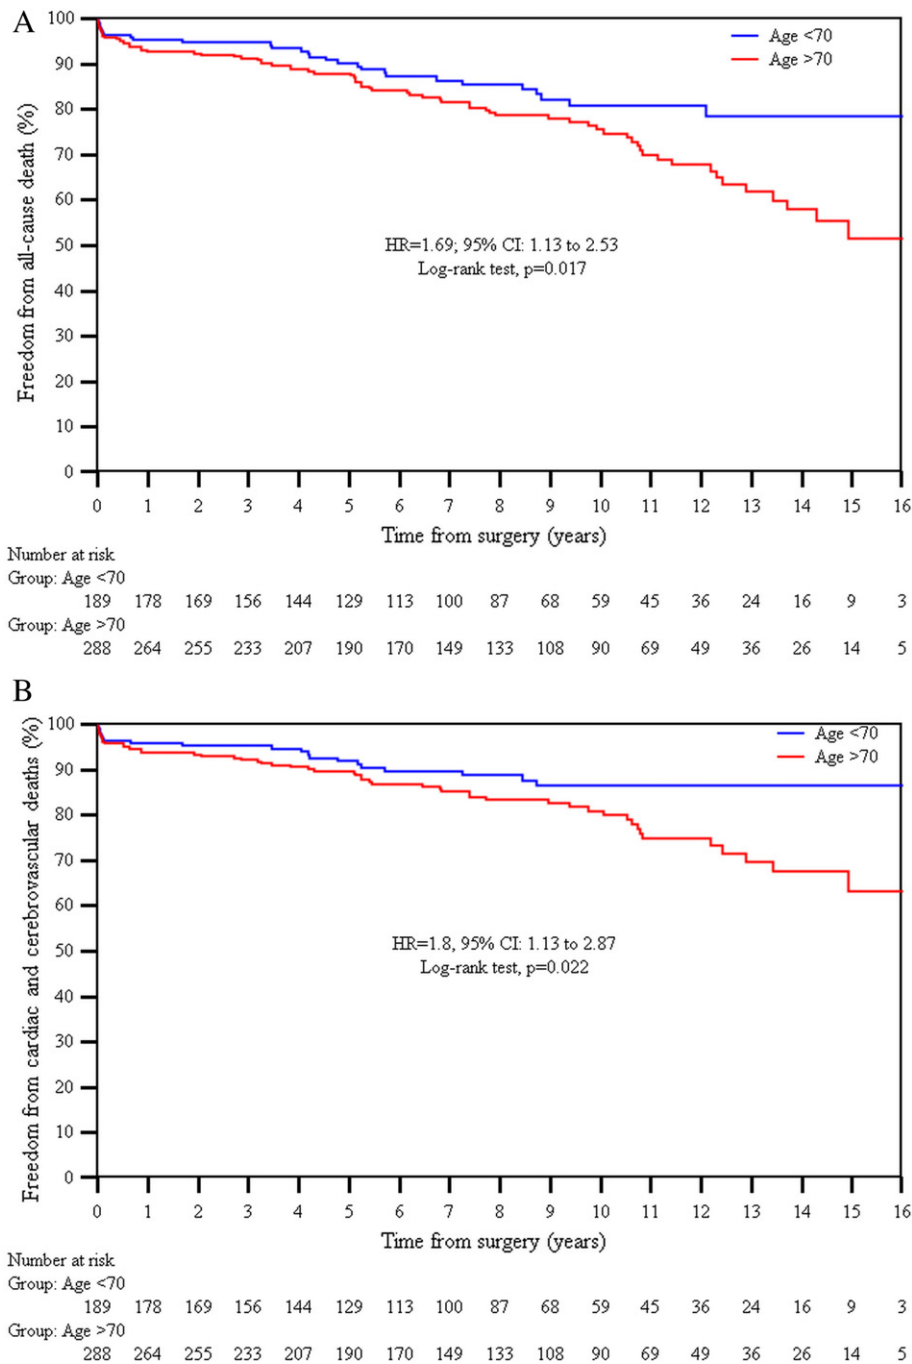 A
Freedom from all-cause death (%)
100
90
80
70
60
50
40
30
20
10
0
Age <70
Age >70
HR=1.69; 95% CI: 1.13 to 2.53
Log-rank test, p=0.017
0 1 2 3 4 5 6 7 8 9 10 11 12 13 14 15 16
Time from surgery (years)
Number at risk
Group: Age <70
189 178 169 156 144 129 113 100 87 68 59 45 36 24 16 9 3
Group: Age >70
288 264 255 233 207 190 170 149 133 108 90 69 49 36 26 14 5
B
Freedom from cardiac and cerebrovascular deaths (%)
100
90
80
70
60
50
40
30
20
10
0
Age <70
Age >70
HR=1.8, 95% CI: 1.13 to 2.87
Log-rank test, p=0.022
0 1 2 3 4 5 6 7 8 9 10 11 12 13 14 15 16
Time from surgery (years)
Number at risk
Group: Age <70
189 178 169 156 144 129 113 100 87 68 59 45 36 24 16 9 3
Group: Age >70
288 264 255 233 207 190 170 149 133 108 90 69 49 36 26 14 5